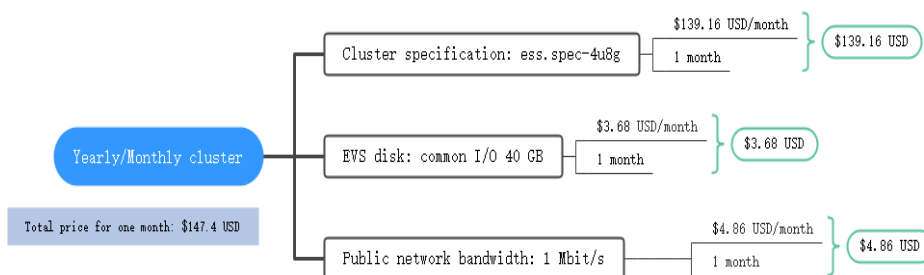 $139.16 USD/month
Cluster specification: ess.spec-4u8g
1 month
$139.16 USD
$3.68 USD/month
Yearly/Monthly cluster
EVS disk: common I/O 40 GB
1 month
$3.68 USD
Total price for one month: $147.4 USD
$4.86 USD/month
Public network bandwidth: 1 Mbit/s
1 month
$4.86 USD